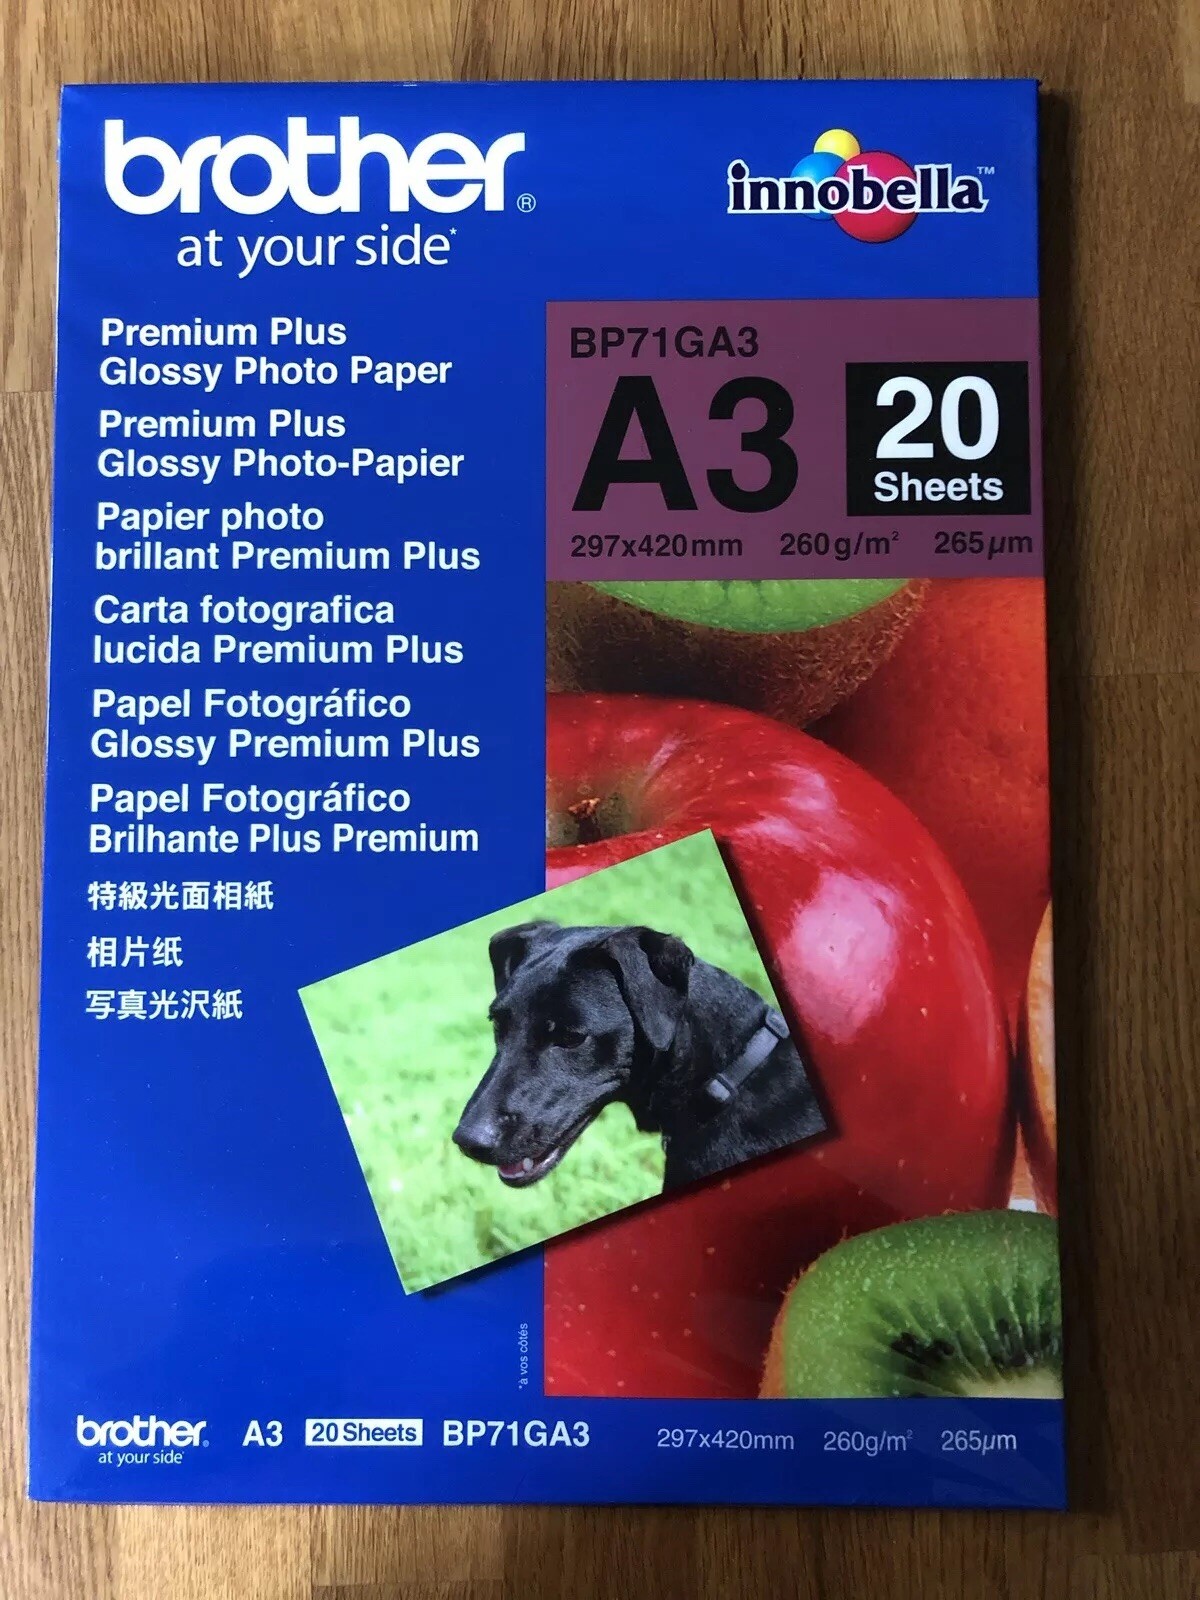 brother®
at your side*
innobella™
Premium Plus
Glossy Photo Paper
Premium Plus
Glossy Photo-Papier
Papier photo
brillant Premium Plus
Carta fotografica
lucida Premium Plus
Papel Fotográfico
Glossy Premium Plus
Papel Fotográfico
Brilhante Plus Premium
特級光面相紙
相片纸
写真光沢紙
BP71GA3
A3
20
Sheets
297x420mm 260g/m² 265µm
*à vos côtés
brother® A3 20 Sheets BP71GA3 297x420mm 260g/m² 265µm
at your side*